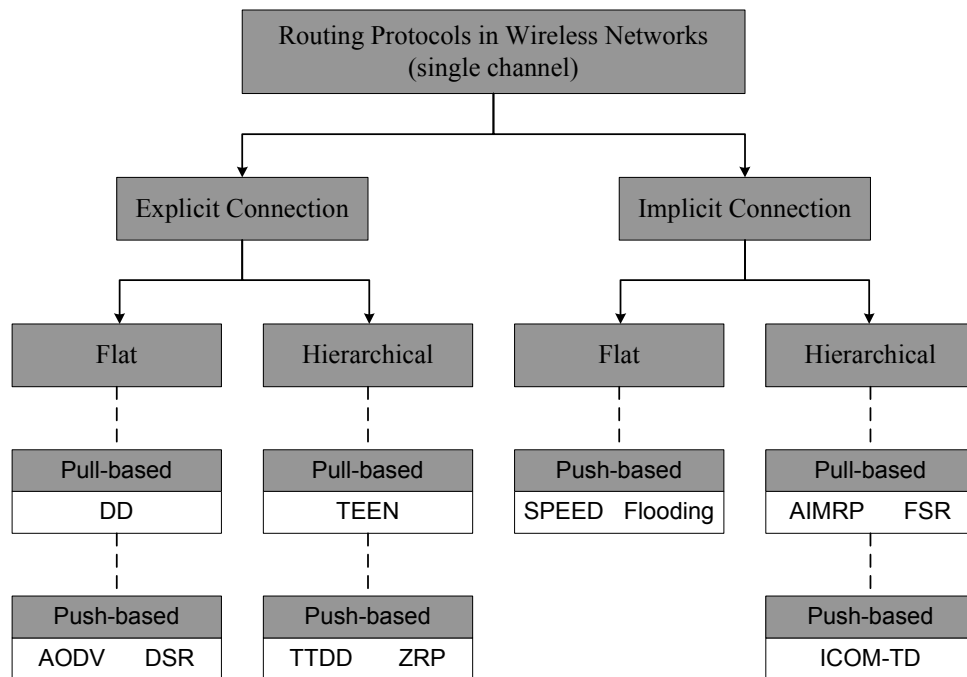 Routing Protocols in Wireless Networks
(single channel)
Explicit Connection
Implicit Connection
Flat
Hierarchical
Flat
Hierarchical
Pull-based
DD
Pull-based
TEEN
Push-based
SPEED Flooding
Pull-based
AIMRP FSR
Push-based
AODV DSR
Push-based
TTDD ZRP
Push-based
ICOM-TD